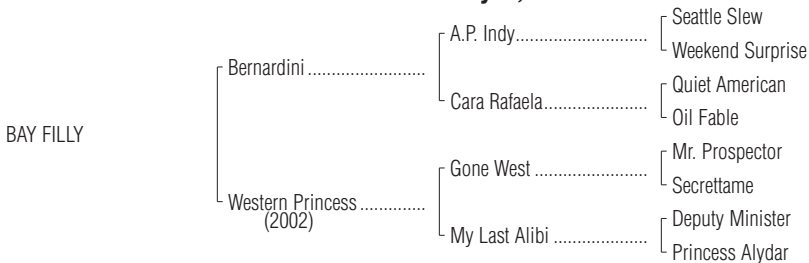 Seattle Slew
A.P. Indy..............................
Weekend Surprise
Bernardini ..........................
Quiet American
Cara Rafaela.......................
Oil Fable
BAY FILLY
Mr. Prospector
Gone West .........................
Secrettame
Western Princess ..............
(2002)
Deputy Minister
My Last Alibi .....................
Princess Alydar